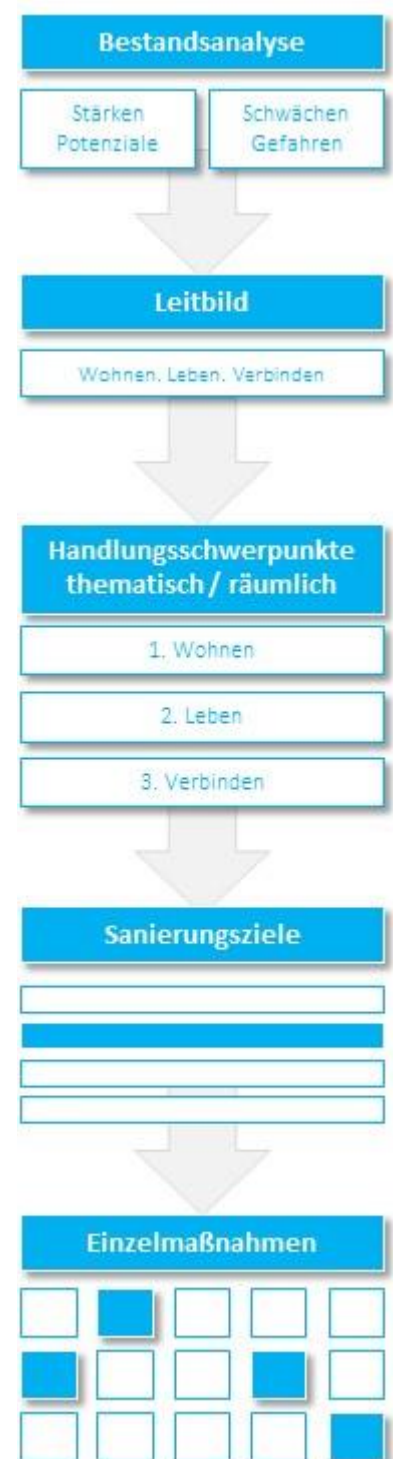 Bestandsanalyse
Stärken
Potenziale
Schwächen
Gefahren
Leitbild
Wohnen. Leben. Verbinden
Handlungsschwerpunkte
thematisch / räumlich
1. Wohnen
2. Leben
3. Verbinden
Sanierungsziele
Einzelmaßnahmen